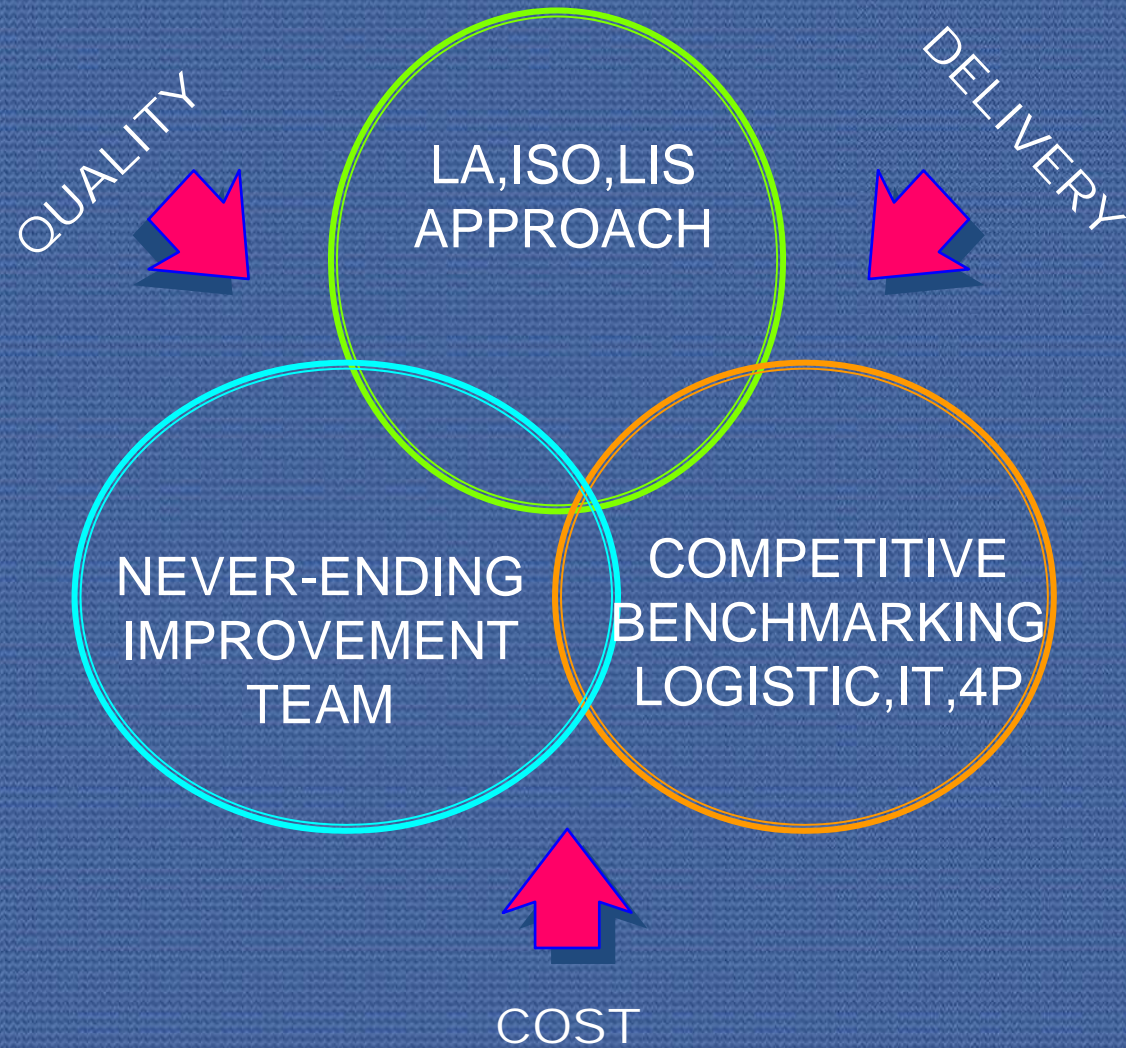 QUALITY
DELIVERY
LA,ISO,LIS
APPROACH
NEVER-ENDING
IMPROVEMENT
TEAM
COMPETITIVE
BENCHMARKING
LOGISTIC,IT,4P
COST